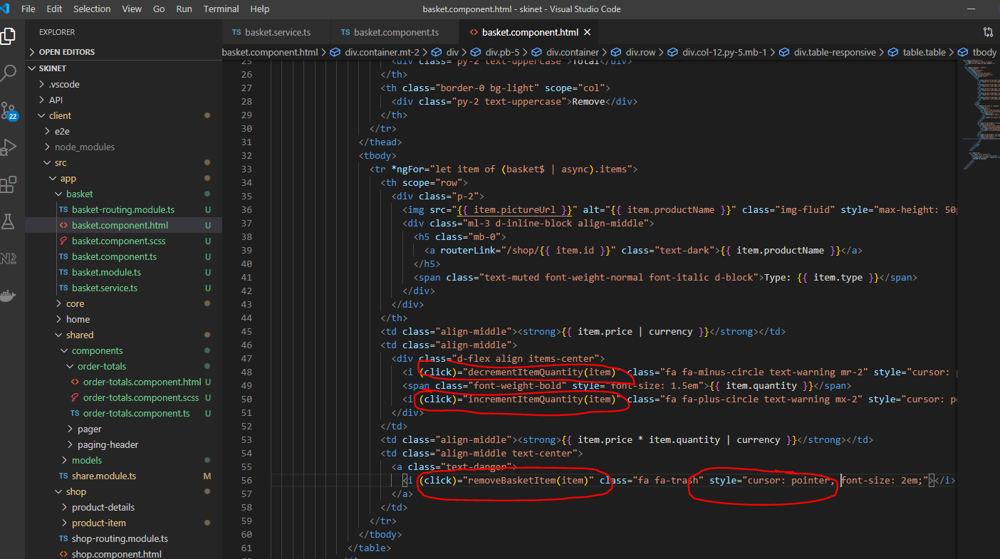 File Edit Selection View Go Run Terminal Help basket.component.html - skinet - Visual Studio Code
EXPLORER
OPEN EDITORS
SKINET
.vscode
API
client
e2e
node_modules
src
app
basket
TS basket-routing.module.ts U
<> basket.component.html U
basket.component.scss U
TS basket.component.ts U
TS basket.module.ts U
TS basket.service.ts U
core
home
shared
components
order-totals
<> order-totals.component.html U
order-totals.component.scss U
TS order-totals.component.ts U
pager
paging-header
models
TS share.module.ts M
shop
product-details
product-item
TS shop-routing.module.ts
<> shop.component.html
22
TS basket.service.ts TS basket.component.ts <> basket.component.html
basket.component.html > div.container.mt-2 > div > div.pb-5 > div.container > div.row > div.col-12.py-5.mb-1 > div.table-responsive > table.table > tbody
25 <div class="py-2 text-uppercase">Total</div>
26 </th>
27 <th class="border-0 bg-light" scope="col">
28 <div class="py-2 text-uppercase">Remove</div>
29 </th>
30 </tr>
31 </thead>
32 <tbody>
33 <tr *ngFor="let item of (basket$ | async).items">
34 <th scope="row">
35 <div class="p-2">
36 <img src="{{ item.pictureUrl }}" alt="{{ item.productName }}" class="img-fluid" style="max-height: 50p
37 <div class="ml-3 d-inline-block align-middle">
38 <h5 class="mb-0">
39 <a routerLink="/shop/{{ item.id }}" class="text-dark">{{ item.productName }}</a>
40 </h5>
41 <span class="text-muted font-weight-normal font-italic d-block">Type: {{ item.type }}</span>
42 </div>
43 </div>
44 </th>
45 <td class="align-middle"><strong>{{ item.price | currency }}</strong></td>
46 <td class="align-middle">
47 <div class="d-flex align items-center">
48 <i (click)="decrementItemQuantity(item)" class="fa fa-minus-circle text-warning mr-2" style="cursor: p
49 <span class="font-weight-bold" style="font-size: 1.5em">{{ item.quantity }}</span>
50 <i (click)="incrementItemQuantity(item)" class="fa fa-plus-circle text-warning mx-2" style="cursor: po
51 </div>
52 </td>
53 <td class="align-middle"><strong>{{ item.price * item.quantity | currency }}</strong></td>
54 <td class="align-middle text-center">
55 <a class="text-danger">
56 <i (click)="removeBasketItem(item)" class="fa fa-trash" style="cursor: pointer, font-size: 2em;"></i>
57 </a>
58 </td>
59 </tr>
60 </tbody>
61 </table>